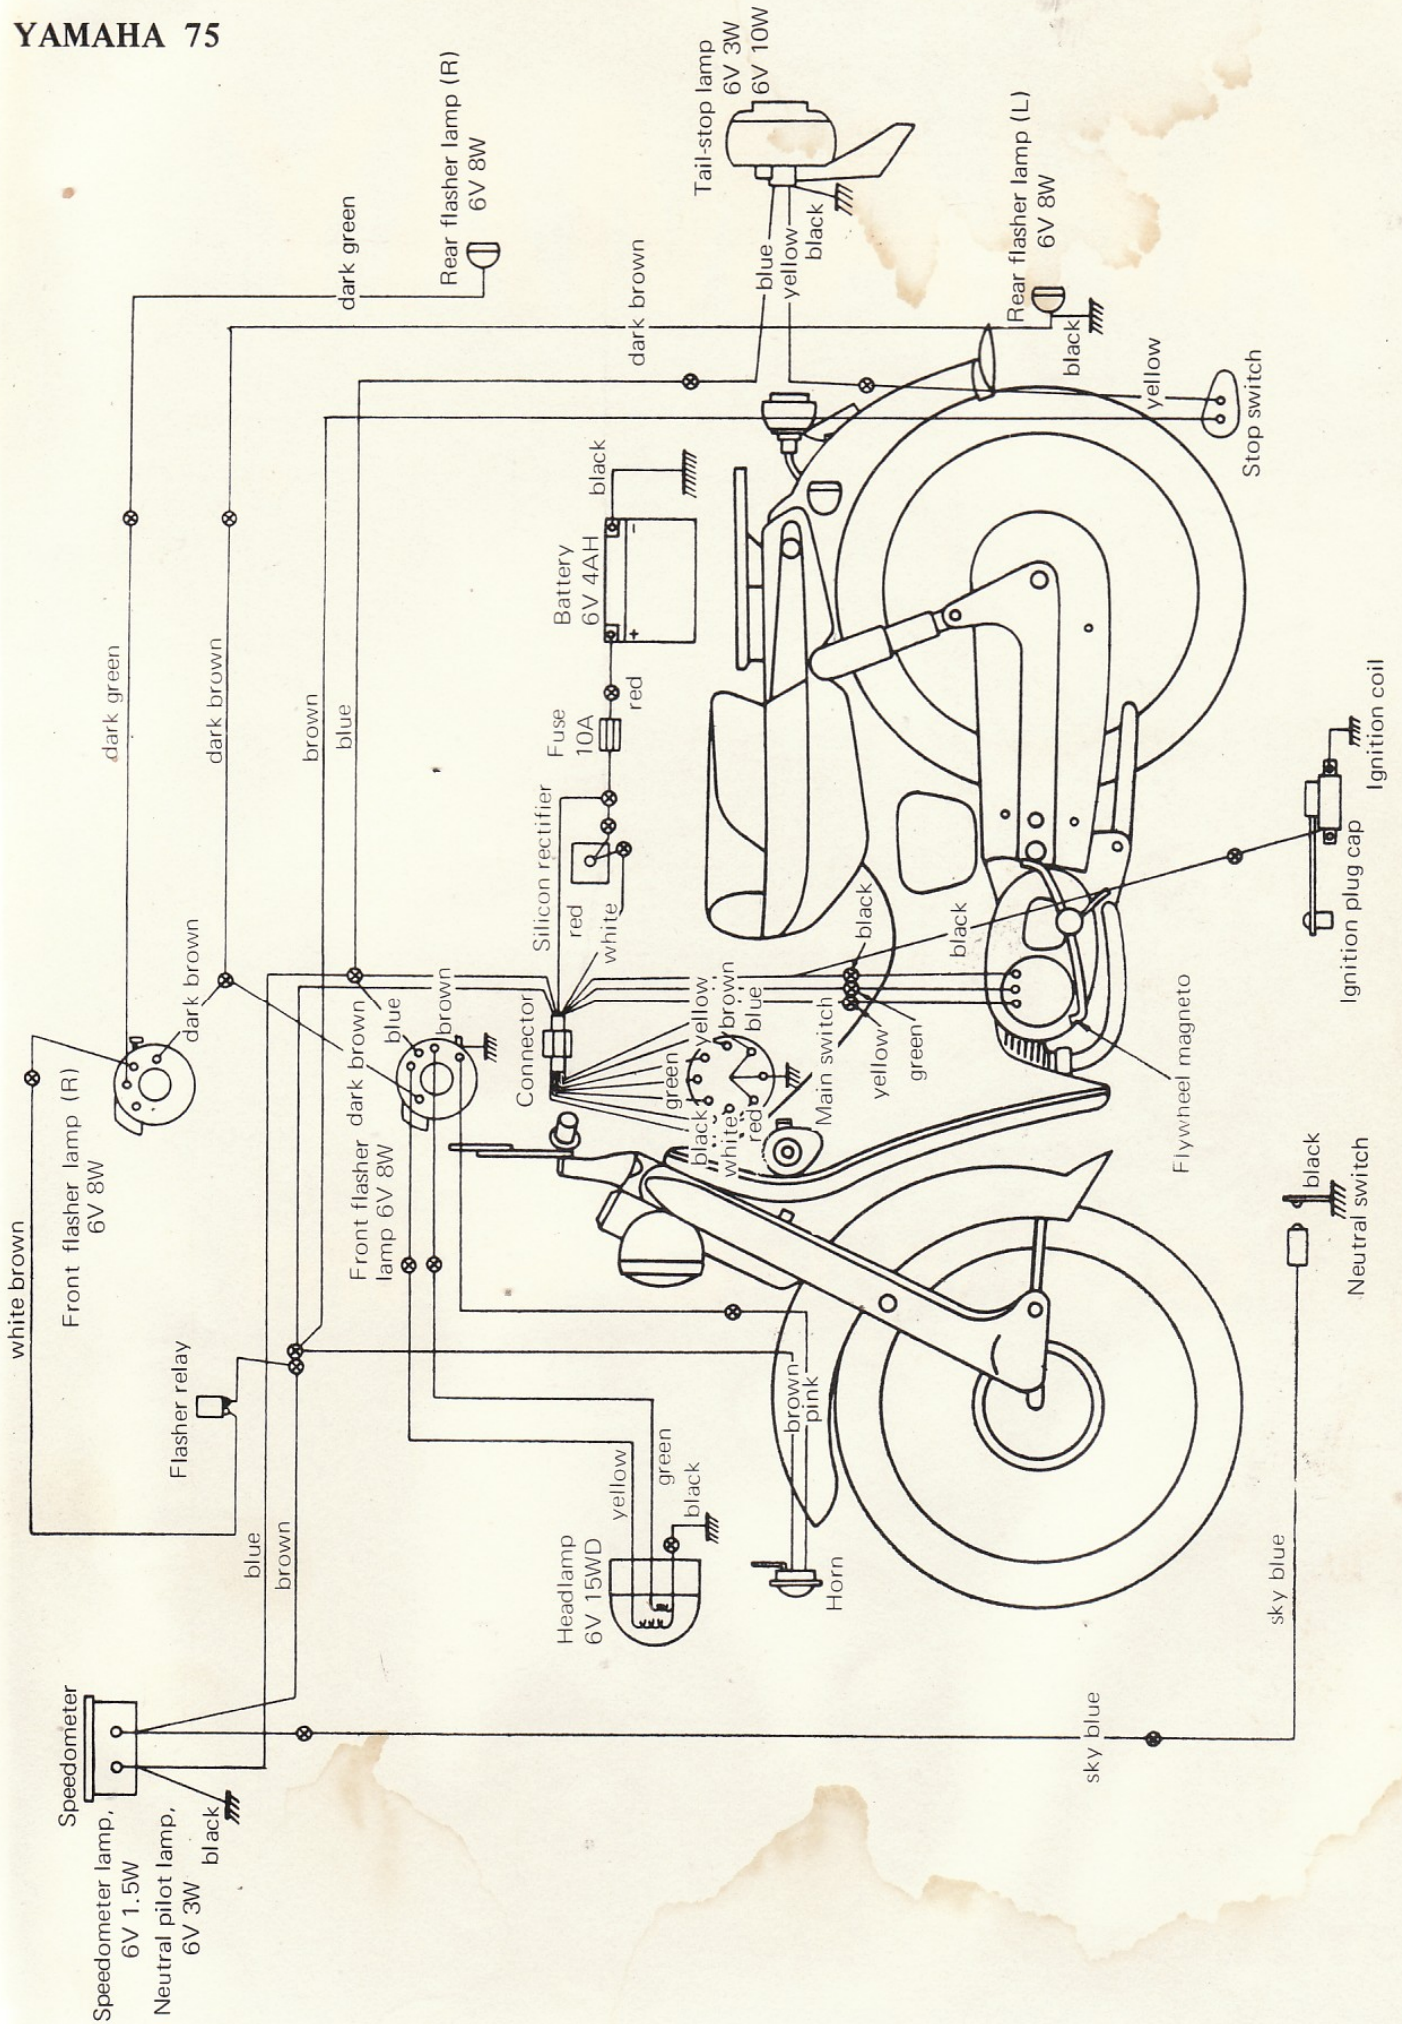 YAMAHA 75
Tail-stop lamp
6V 3W
6V 10W
Rear flasher lamp (R)
6V 8W
Rear flasher lamp (L)
6V 8W
dark green
dark brown
blue
yellow
black
black
yellow
Stop switch
black
Battery
6V 4AH
+
-
red
Fuse
10A
dark green
dark brown
brown
blue
Silicon rectifier
red
white
Ignition coil
Ignition plug cap
black
black
dark brown
blue
brown
dark brown
Connector
yellow
brown
blue
green
black
white
red
Main switch
yellow
green
Flywheel magneto
Front flasher lamp (R)
6V 8W
Front flasher
lamp 6V 8W
white brown
black
Neutral switch
Flasher relay
brown
pink
yellow
green
black
Headlamp
6V 15WD
Horn
blue
brown
sky blue
sky blue
Speedometer
Speedometer lamp,
6V 1.5W
Neutral pilot lamp,
6V 3W
black